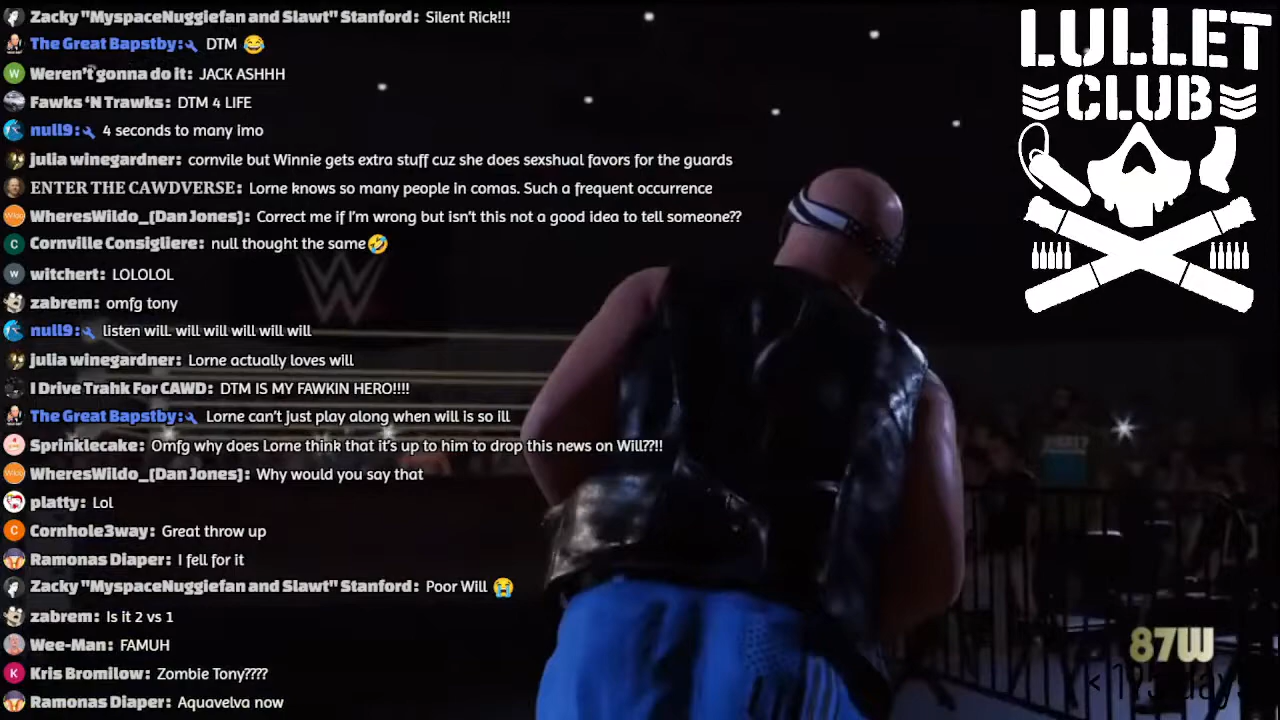 Zacky "MyspaceNuggiefan and Slawt" Stanford: Silent Rick!!!
The Great Bapstby: DTM 😂
Weren't gonna do it: JACK ASHHH
Fawks 'N Trawks: DTM 4 LIFE
null9: 4 seconds to many imo
julia winegardner: cornvile but Winnie gets extra stuff cuz she does sexshual favors for the guards
ENTER THE CAWDVERSE: Lorne knows so many people in comas. Such a frequent occurrence
WheresWildo_(Dan Jones): Correct me if I'm wrong but isn't this not a good idea to tell someone??
Cornville Consigliere: null thought the same🤣
witchert: LOLOLOL
zabrem: omfg tony
null9: listen will. will will will will will
julia winegardner: Lorne actually loves will
I Drive Trahk For CAWD: DTM IS MY FAWKIN HERO!!!!
The Great Bapstby: Lorne can't just play along when will is so ill
Sprinklecake: Omfg why does Lorne think that it's up to him to drop this news on Will??!!
WheresWildo_(Dan Jones): Why would you say that
platty: Lol
Cornhole3way: Great throw up
Ramonas Diaper: I fell for it
Zacky "MyspaceNuggiefan and Slawt" Stanford: Poor Will 😭
zabrem: Is it 2 vs 1
Wee-Man: FAMUH
Kris Bromilow: Zombie Tony????
Ramonas Diaper: Aquavelva now
LULLET
CLUB
W
87W